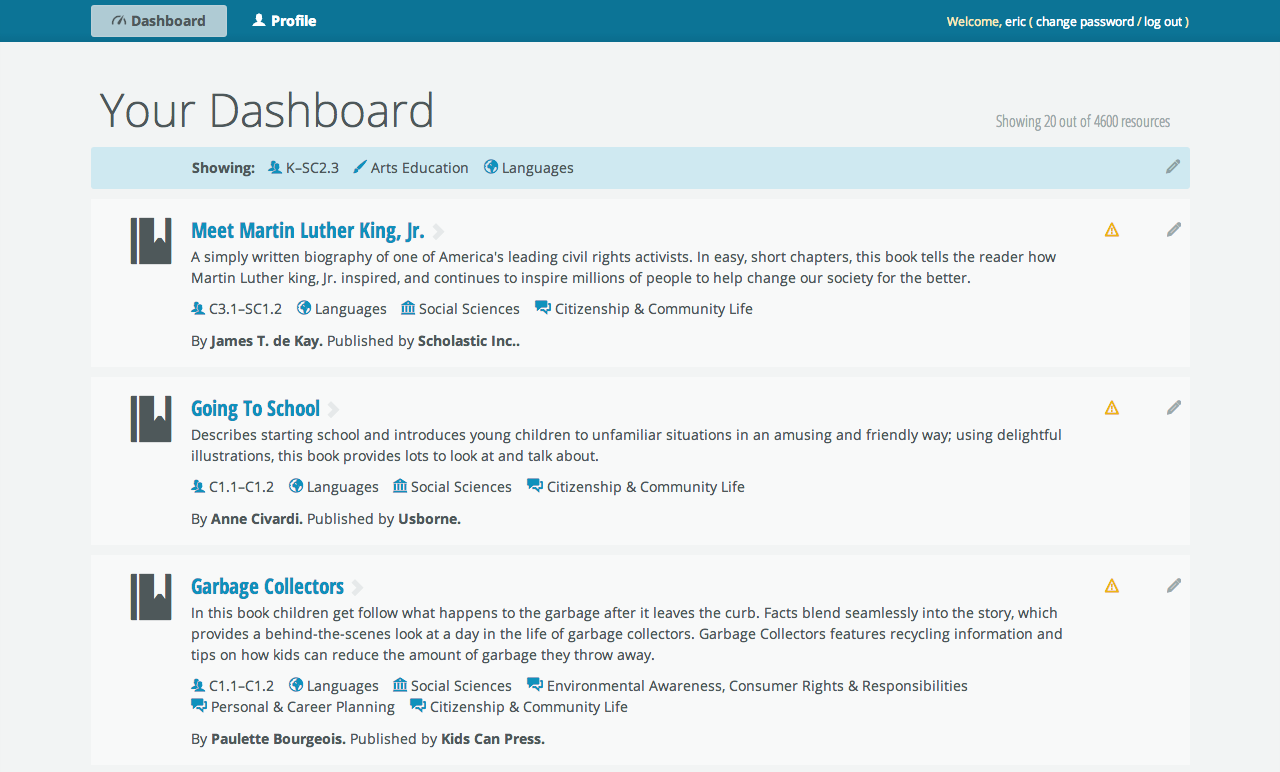 Dashboard Profile Welcome, eric ( change password / log out )
Your Dashboard
Showing 20 out of 4600 resources
Showing: K–SC2.3 Arts Education Languages
Meet Martin Luther King, Jr.
A simply written biography of one of America's leading civil rights activists. In easy, short chapters, this book tells the reader how
Martin Luther king, Jr. inspired, and continues to inspire millions of people to help change our society for the better.
C3.1–SC1.2 Languages Social Sciences Citizenship & Community Life
By James T. de Kay. Published by Scholastic Inc..
Going To School
Describes starting school and introduces young children to unfamiliar situations in an amusing and friendly way; using delightful
illustrations, this book provides lots to look at and talk about.
C1.1–C1.2 Languages Social Sciences Citizenship & Community Life
By Anne Civardi. Published by Usborne.
Garbage Collectors
In this book children get follow what happens to the garbage after it leaves the curb. Facts blend seamlessly into the story, which
provides a behind-the-scenes look at a day in the life of garbage collectors. Garbage Collectors features recycling information and
tips on how kids can reduce the amount of garbage they throw away.
C1.1–C1.2 Languages Social Sciences Environmental Awareness, Consumer Rights & Responsibilities
Personal & Career Planning Citizenship & Community Life
By Paulette Bourgeois. Published by Kids Can Press.